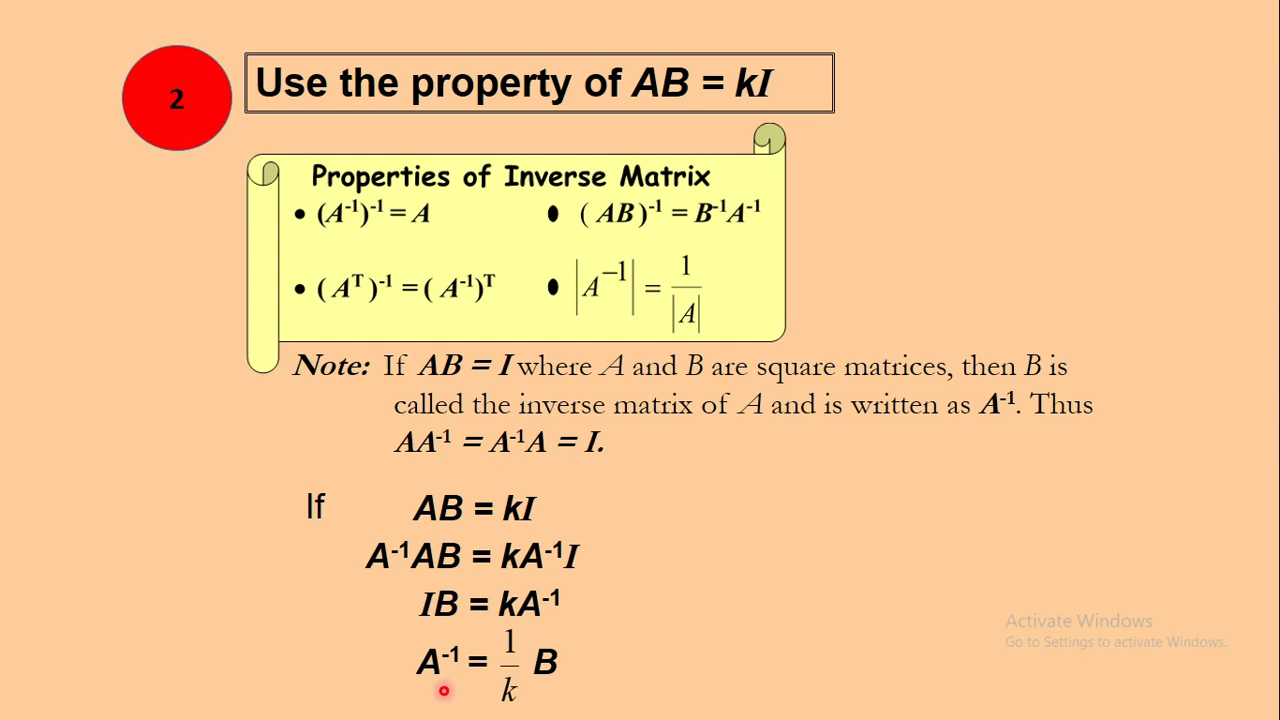 2
Use the property of AB = kI
Properties of Inverse Matrix
• (A⁻¹)⁻¹ = A • ( AB )⁻¹ = B⁻¹A⁻¹
• ( Aᵀ )⁻¹ = ( A⁻¹)ᵀ • |A⁻¹| = 1/|A|
Note: If AB = I where A and B are square matrices, then B is
called the inverse matrix of A and is written as A⁻¹. Thus
AA⁻¹ = A⁻¹A = I.
If AB = kI
A⁻¹AB = kA⁻¹I
IB = kA⁻¹
A⁻¹ = 1/k B
Activate Windows
Go to Settings to activate Windows.